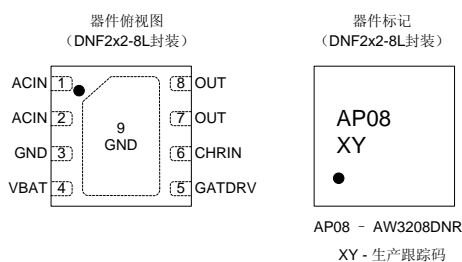 器件俯视图
（DNF2x2-8L封装）
ACIN 1
ACIN 2
GND 3
VBAT 4
9
GND
8 OUT
7 OUT
6 CHRIN
5 GATDRV
器件标记
（DNF2x2-8L封装）
AP08
XY
AP08 – AW3208DNR
XY - 生产跟踪码